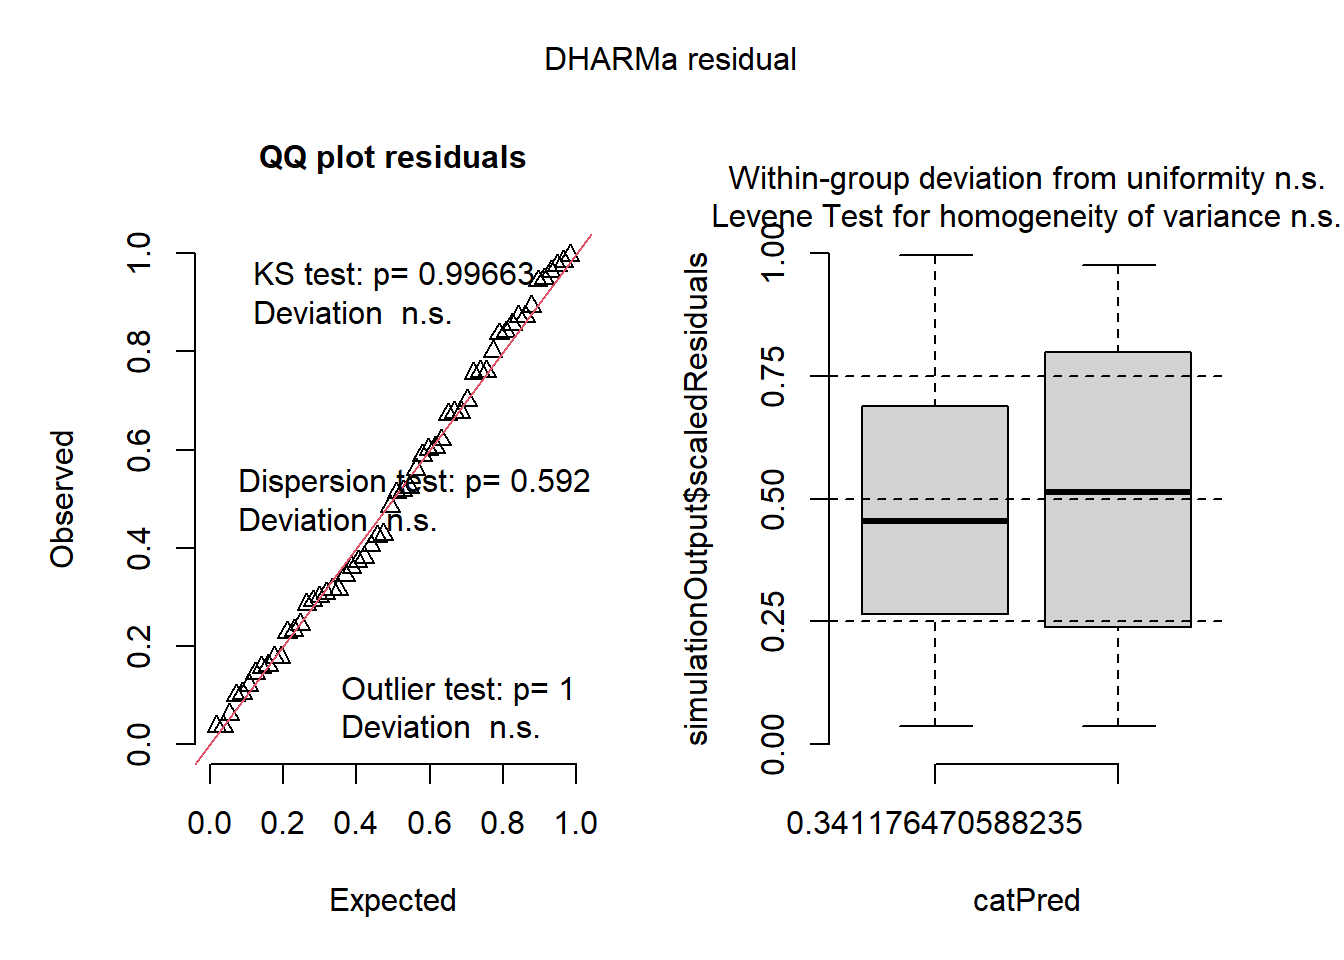 DHARMa residual
QQ plot residuals
KS test: p= 0.99663
Deviation  n.s.
Dispersion test: p= 0.592
Deviation  n.s.
Outlier test: p= 1
Deviation  n.s.
Observed
0.0 0.2 0.4 0.6 0.8 1.0
0.0 0.2 0.4 0.6 0.8 1.0
Expected
Within-group deviation from uniformity n.s.
Levene Test for homogeneity of variance n.s.
simulationOutput$scaledResiduals
0.00 0.25 0.50 0.75 1.00
0.341176470588235
catPred